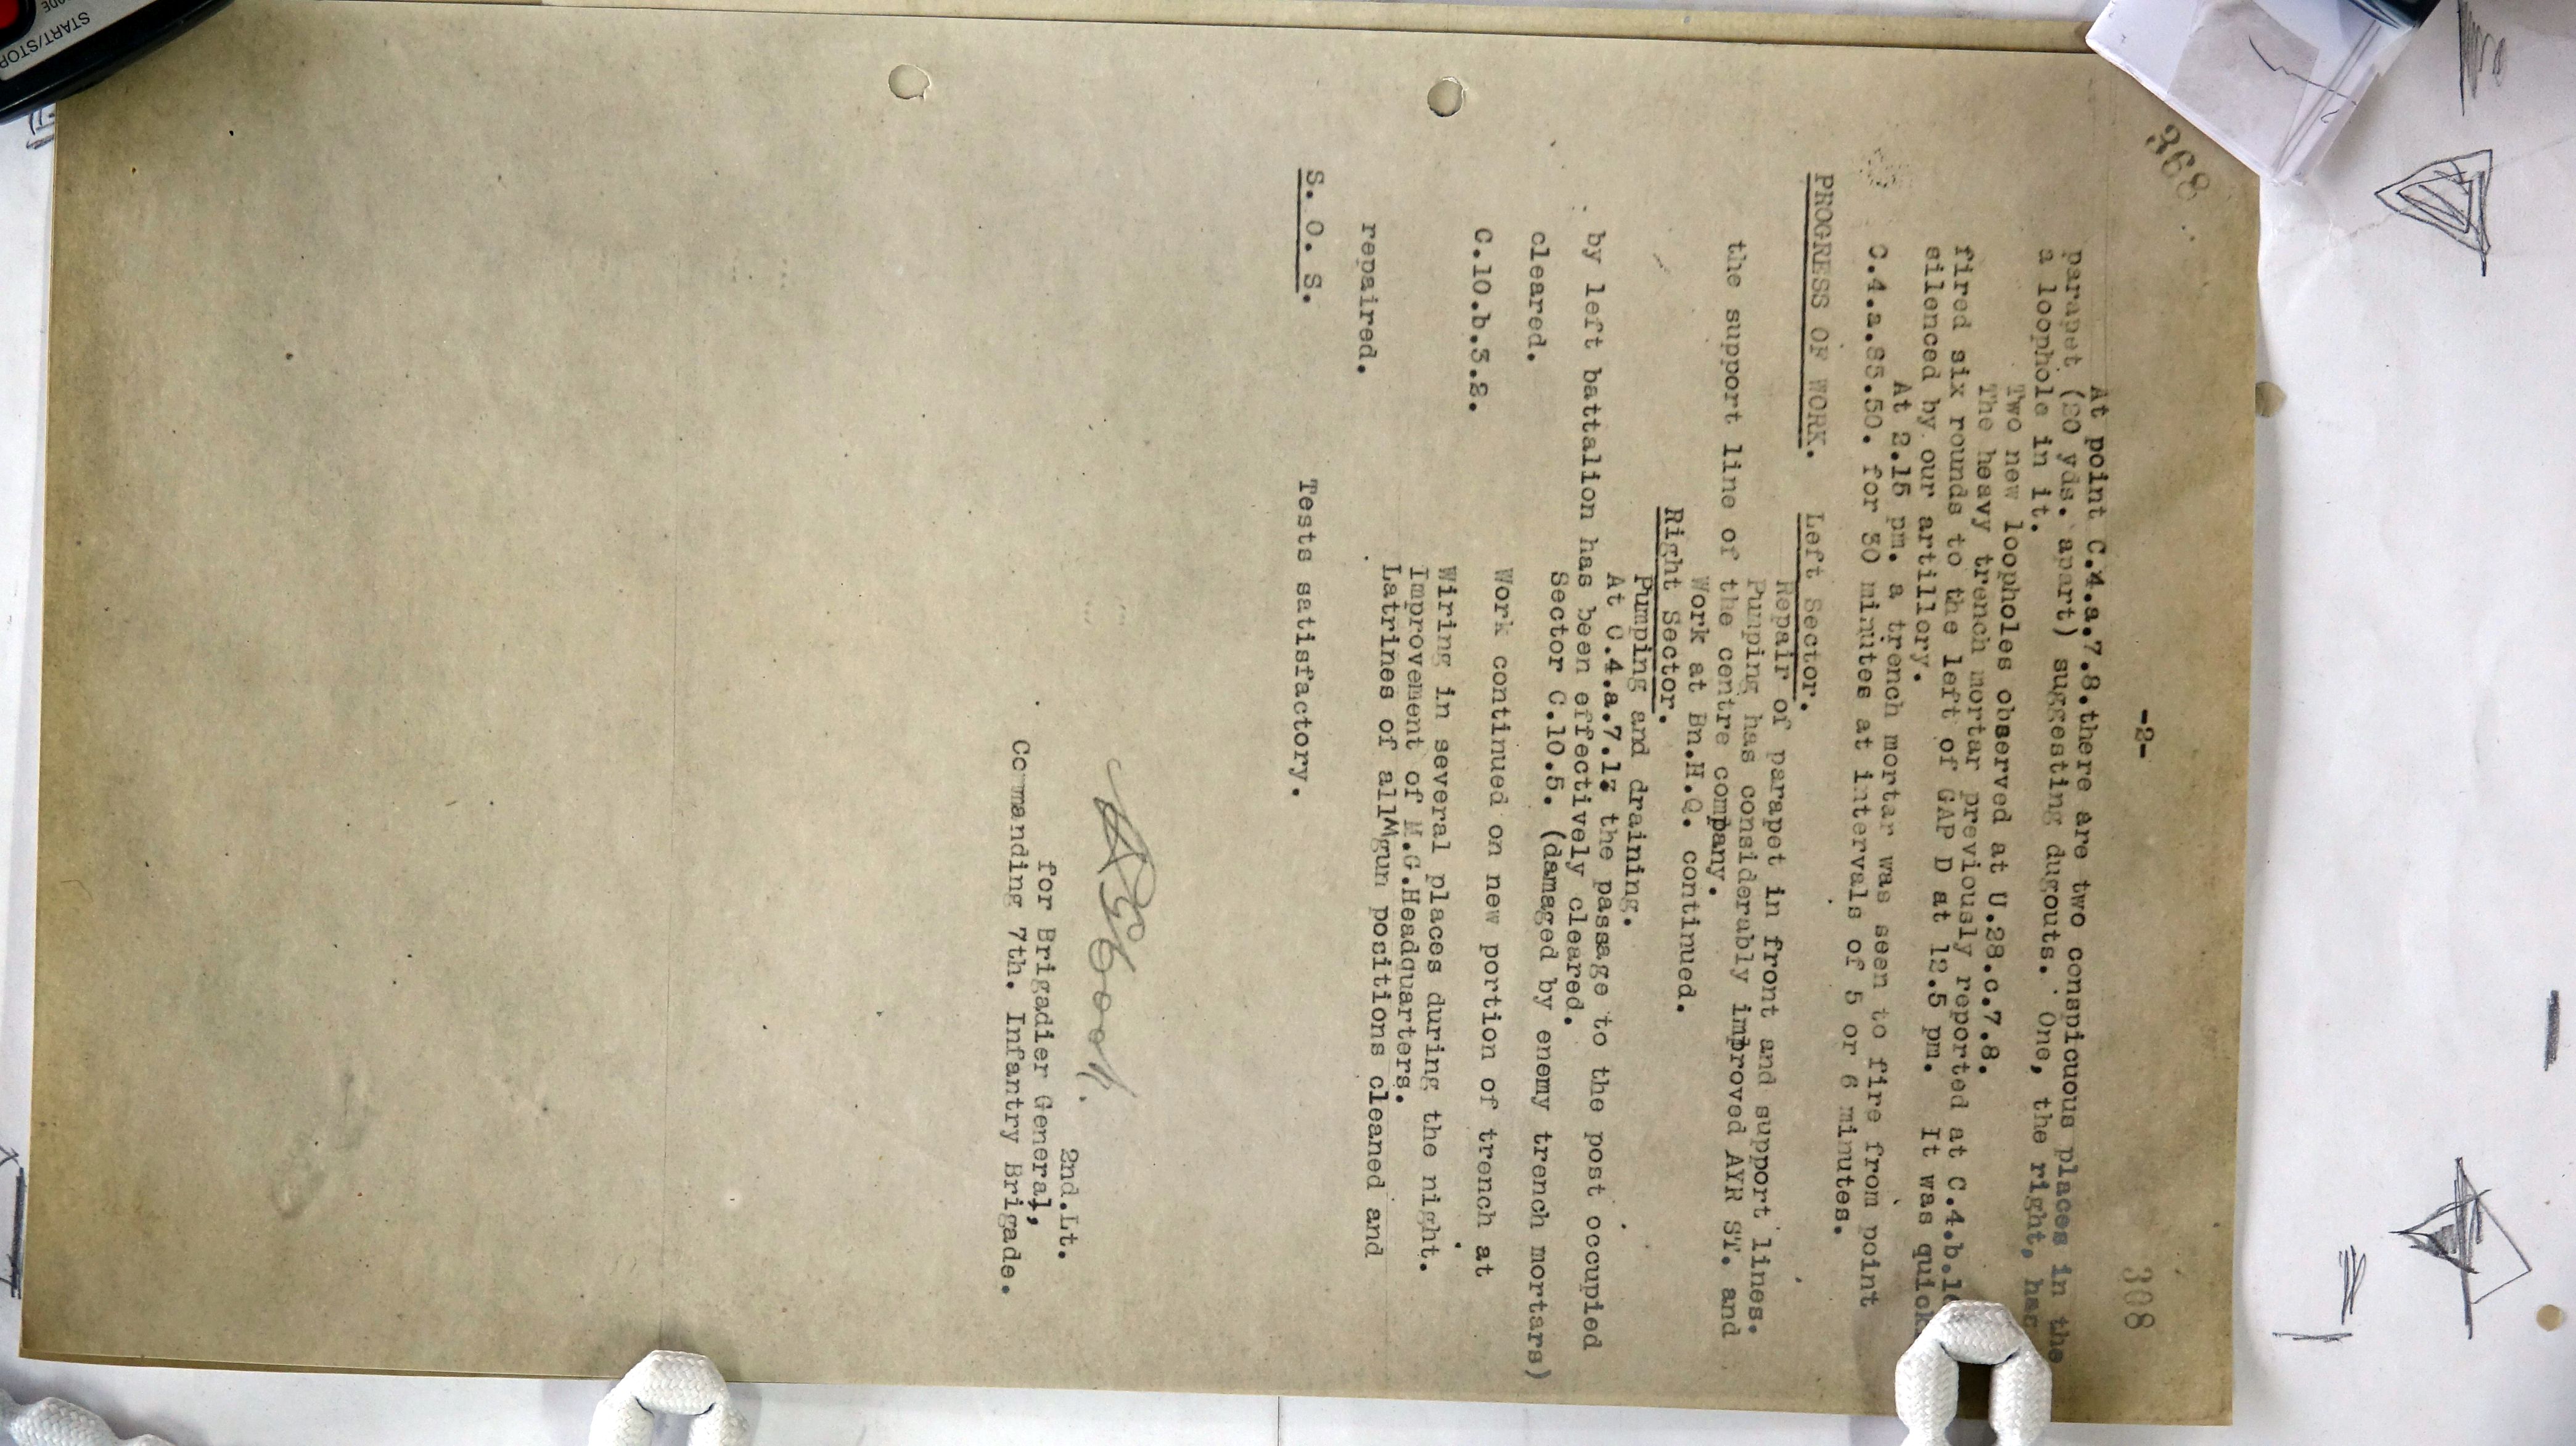 368
308
-2-
At point C.4.a.7.8.there are two conspicuous places in the
parapet (20 yds. apart) suggesting dugouts. One, the right, has
a loophole in it.
Two new loopholes observed at U.28.c.7.8.
The heavy trench mortar previously reported at C.4.b.
fired six rounds to the left of GAP D at 12.5 pm. It was quick
silenced by our artillery.
At 2.15 pm. a trench mortar was seen to fire from point
C.4.a.85.50. for 30 minutes at intervals of 5 or 6 minutes.
PROGRESS OF WORK. Left Sector.
Repair of parapet in front and support lines.
Pumping has considerably improved AYR ST. and
the support line of the centre company.
Work at Bn.H.Q. continued.
Right Sector.
Pumping and draining.
At C.4.a.7.1½ the passage to the post occupied
by left battalion has been effectively cleared.
Sector C.10.5. (damaged by enemy trench mortars)
cleared.
Work continued on new portion of trench at
C.10.b.3.2.
Wiring in several places during the night.
Improvement of M.G.Headquarters.
Latrines of all M gun positions cleaned and
repaired.
S. O. S. Tests satisfactory.
2nd.Lt.
for Brigadier General,
Commanding 7th. Infantry Brigade.
START/STOP